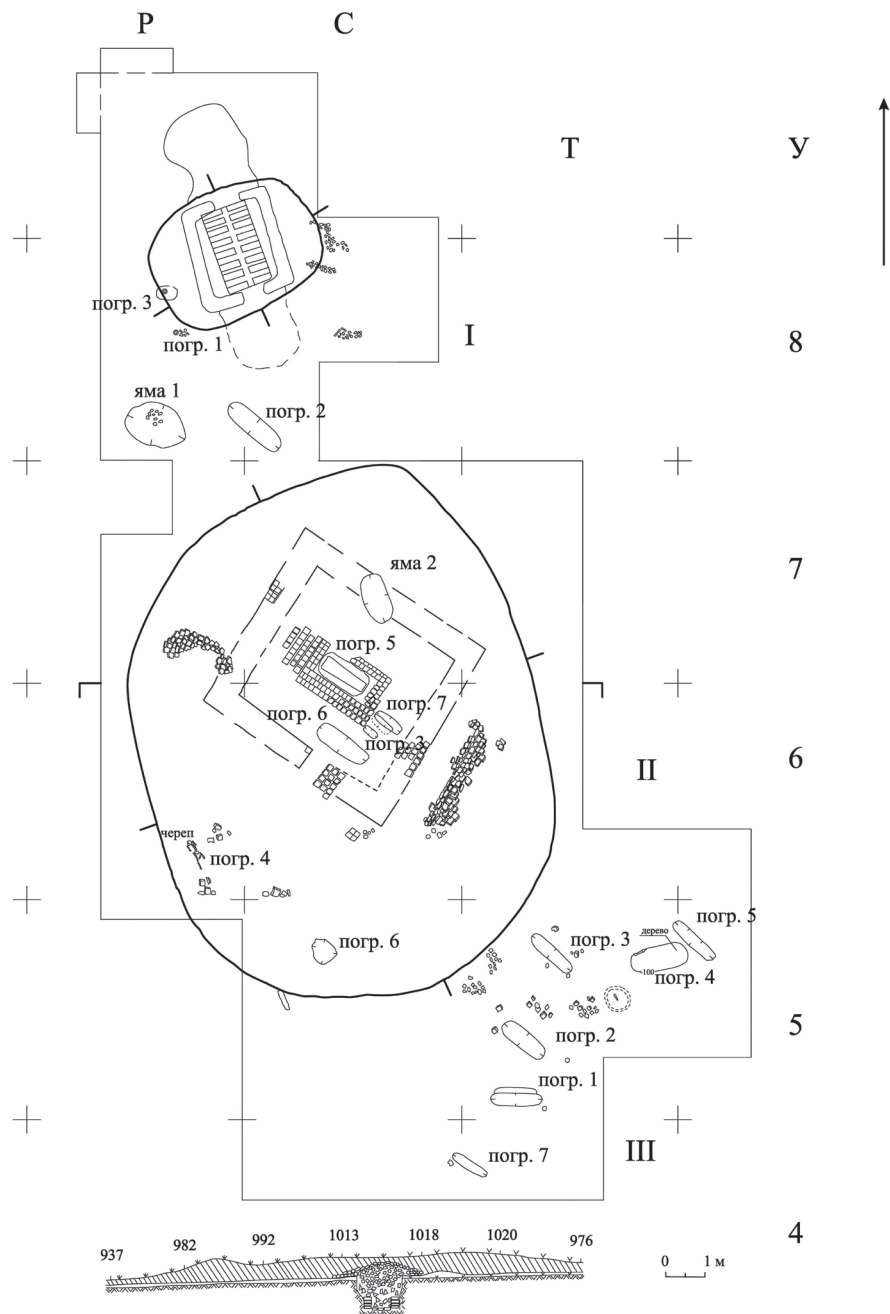 Р С
Т У
погр. 3
погр. 1
I 8
яма 1 погр. 2
яма 2 7
погр. 5
погр. 7
погр. 6
погр. 3
II 6
череп
погр. 4
погр. 6 погр. 3 дерево погр. 5
100 погр. 4
5
погр. 2
погр. 1
погр. 7 III
4
937 982 992 1013 1018 1020 976
0 1 м